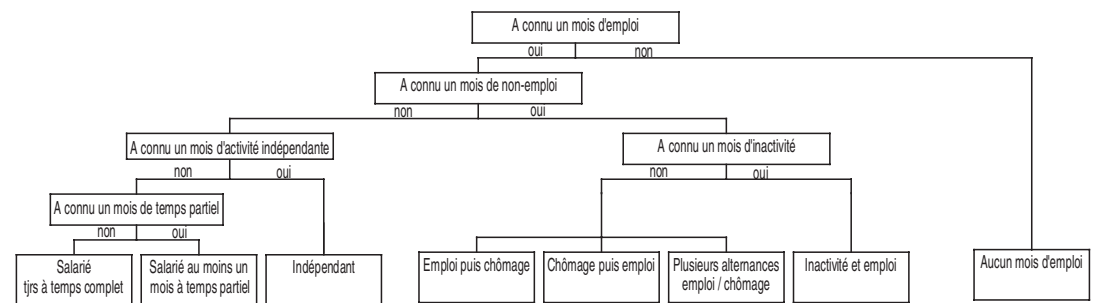 A connu un mois d'emploi
oui non
A connu un mois de non-emploi
non oui
A connu un mois d'activité indépendante
A connu un mois d'inactivité
non oui
non oui
A connu un mois de temps partiel
non oui
Salarié
tjrs à temps complet
Salarié au moins un
mois à temps partiel
Indépendant
Emploi puis chômage
Chômage puis emploi
Plusieurs alternances
emploi / chômage
Inactivité et emploi
Aucun mois d'emploi